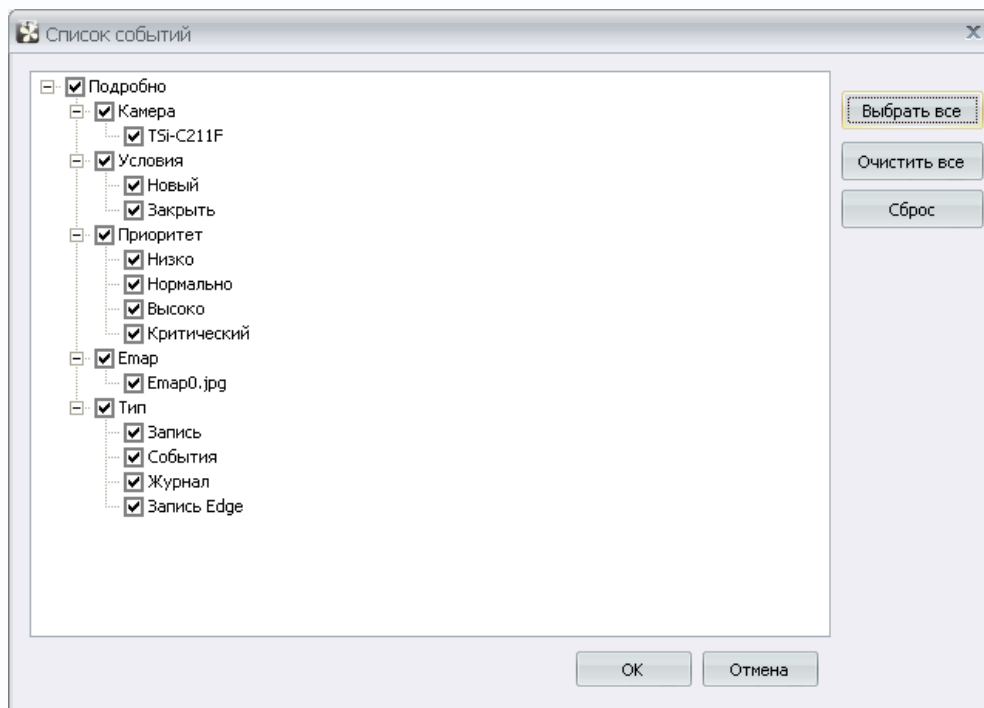 Список событий
Подробно
Камера
TSi-C211F
Условия
Новый
Закрыть
Приоритет
Низко
Нормально
Высоко
Критический
Emap
Emap0.jpg
Тип
Запись
События
Журнал
Запись Edge
Выбрать все
Очистить все
Сброс
OK
Отмена